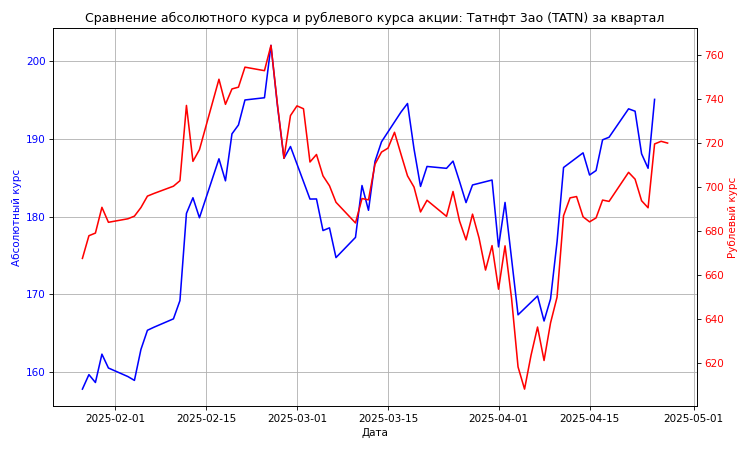 Сравнение абсолютного курса и рублевого курса акции: Татнфт 3ао (TATN) за квартал
200
190
180
170
160
Абсолютный курс
760
740
720
700
680
660
640
620
Рублевый курс
2025-02-01 2025-02-15 2025-03-01 2025-03-15 2025-04-01 2025-04-15 2025-05-01
Дата